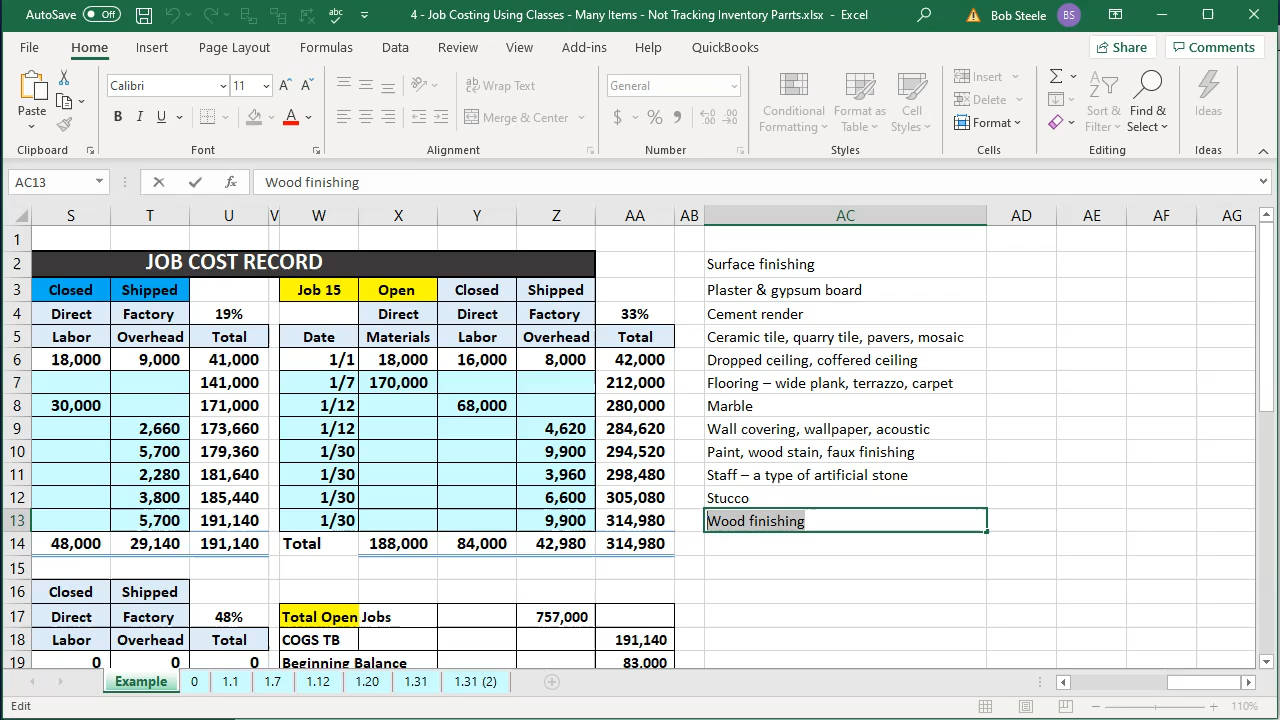 AutoSave Off abc 4 - Job Costing Using Classes - Many Items - Not Tracking Inventory Parrts.xlsx - Excel Bob Steele BS
File Home Insert Page Layout Formulas Data Review View Add-ins Help QuickBooks Share Comments
Paste Calibri 11 A A ab Wrap Text General Conditional Format as Cell Insert Sort & Find & Ideas
B I U A Merge & Center $ % Formatting Table Styles Delete Format Filter Select
Clipboard Font Alignment Number Styles Cells Editing Ideas
AC13 fx Wood finishing
S T U V W X Y Z AA AB AC AD AE AF AG
1
2 JOB COST RECORD Surface finishing
3 Closed Shipped Job 15 Open Closed Shipped Plaster & gypsum board
4 Direct Factory 19% Direct Direct Factory 33% Cement render
5 Labor Overhead Total Date Materials Labor Overhead Total Ceramic tile, quarry tile, pavers, mosaic
6 18,000 9,000 41,000 1/1 18,000 16,000 8,000 42,000 Dropped ceiling, coffered ceiling
7 141,000 1/7 170,000 212,000 Flooring – wide plank, terrazzo, carpet
8 30,000 171,000 1/12 68,000 280,000 Marble
9 2,660 173,660 1/12 4,620 284,620 Wall covering, wallpaper, acoustic
10 5,700 179,360 1/30 9,900 294,520 Paint, wood stain, faux finishing
11 2,280 181,640 1/30 3,960 298,480 Staff – a type of artificial stone
12 3,800 185,440 1/30 6,600 305,080 Stucco
13 5,700 191,140 1/30 9,900 314,980 Wood finishing
14 48,000 29,140 191,140 Total 188,000 84,000 42,980 314,980
15
16 Closed Shipped
17 Direct Factory 48% Total Open Jobs 757,000
18 Labor Overhead Total COGS TB 191,140
19 0 0 0 Beginning Balance 83,000
Example 0 1.1 1.7 1.12 1.20 1.31 1.31 (2)
Edit 110%